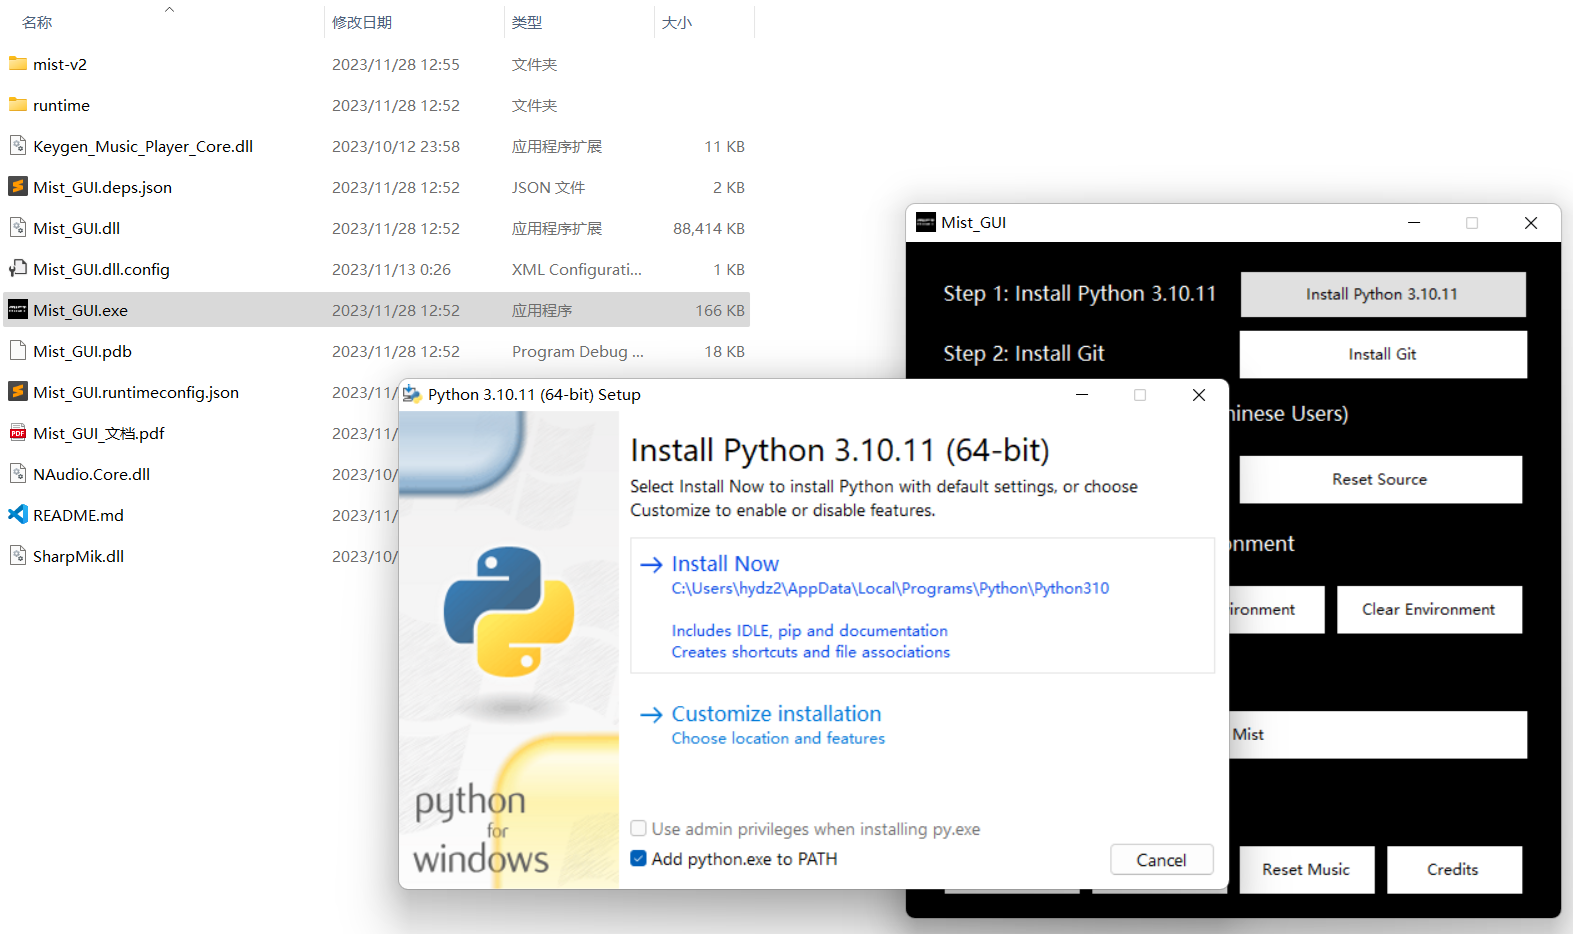 名称 修改日期 类型 大小
mist-v2 2023/11/28 12:55 文件夹
runtime 2023/11/28 12:52 文件夹
Keygen_Music_Player_Core.dll 2023/10/12 23:58 应用程序扩展 11 KB
Mist_GUI.deps.json 2023/11/28 12:52 JSON 文件 2 KB
Mist_GUI.dll 2023/11/28 12:52 应用程序扩展 88,414 KB
Mist_GUI.dll.config 2023/11/13 0:26 XML Configurati... 1 KB
Mist_GUI.exe 2023/11/28 12:52 应用程序 166 KB
Mist_GUI.pdb 2023/11/28 12:52 Program Debug ... 18 KB
Mist_GUI.runtimeconfig.json 2023/11/
Mist_GUI_文档.pdf 2023/11/
NAudio.Core.dll 2023/10/
README.md 2023/11/
SharpMik.dll 2023/10/
Mist_GUI
Step 1: Install Python 3.10.11 Install Python 3.10.11
Step 2: Install Git Install Git
hinese Users)
Reset Source
nment
ironment Clear Environment
Mist
Reset Music Credits
Python 3.10.11 (64-bit) Setup
Install Python 3.10.11 (64-bit)
Select Install Now to install Python with default settings, or choose
Customize to enable or disable features.
Install Now
C:\Users\hydz2\AppData\Local\Programs\Python\Python310
Includes IDLE, pip and documentation
Creates shortcuts and file associations
Customize installation
Choose location and features
Use admin privileges when installing py.exe
Add python.exe to PATH
Cancel
python
for
windows